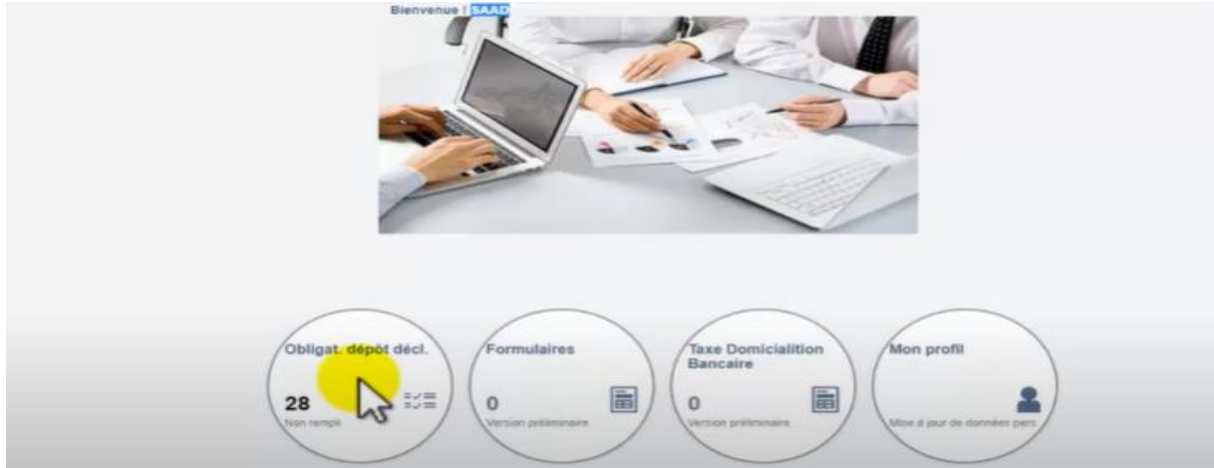 Bienvenue ! SAAD
Obligat. dépôt décl.
28
Non rempli
Formulaires
0
Version préliminaire
Taxe Domicialition
Bancaire
0
Version préliminaire
Mon profil
Mise à jour de données pers.